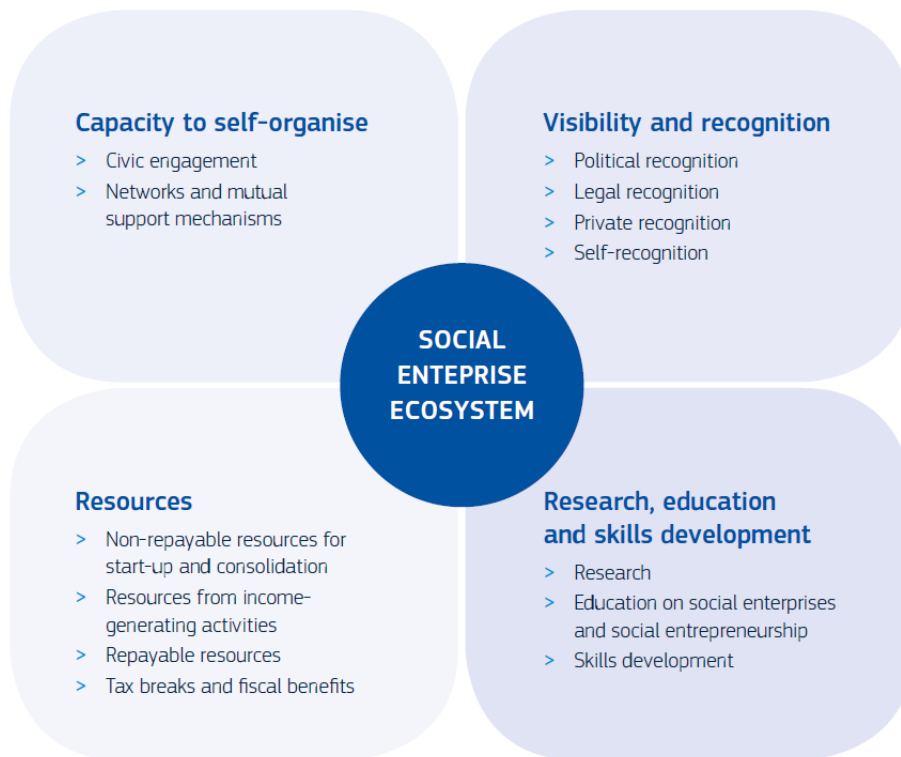 Capacity to self-organise
> Civic engagement
> Networks and mutual
support mechanisms
Visibility and recognition
> Political recognition
> Legal recognition
> Private recognition
> Self-recognition
SOCIAL
ENTEPRISE
ECOSYSTEM
Resources
> Non-repayable resources for
start-up and consolidation
> Resources from income-
generating activities
> Repayable resources
> Tax breaks and fiscal benefits
Research, education
and skills development
> Research
> Education on social enterprises
and social entrepreneurship
> Skills development